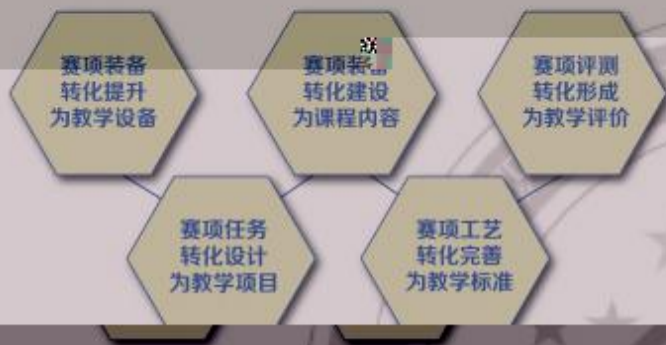 赛项装备
转化提升
为教学设备
赛项装
转化建设
为课程内容
赛项评测
转化形成
为教学评价
赛项任务
转化设计
为教学项目
赛项工艺
转化完善
为教学标准